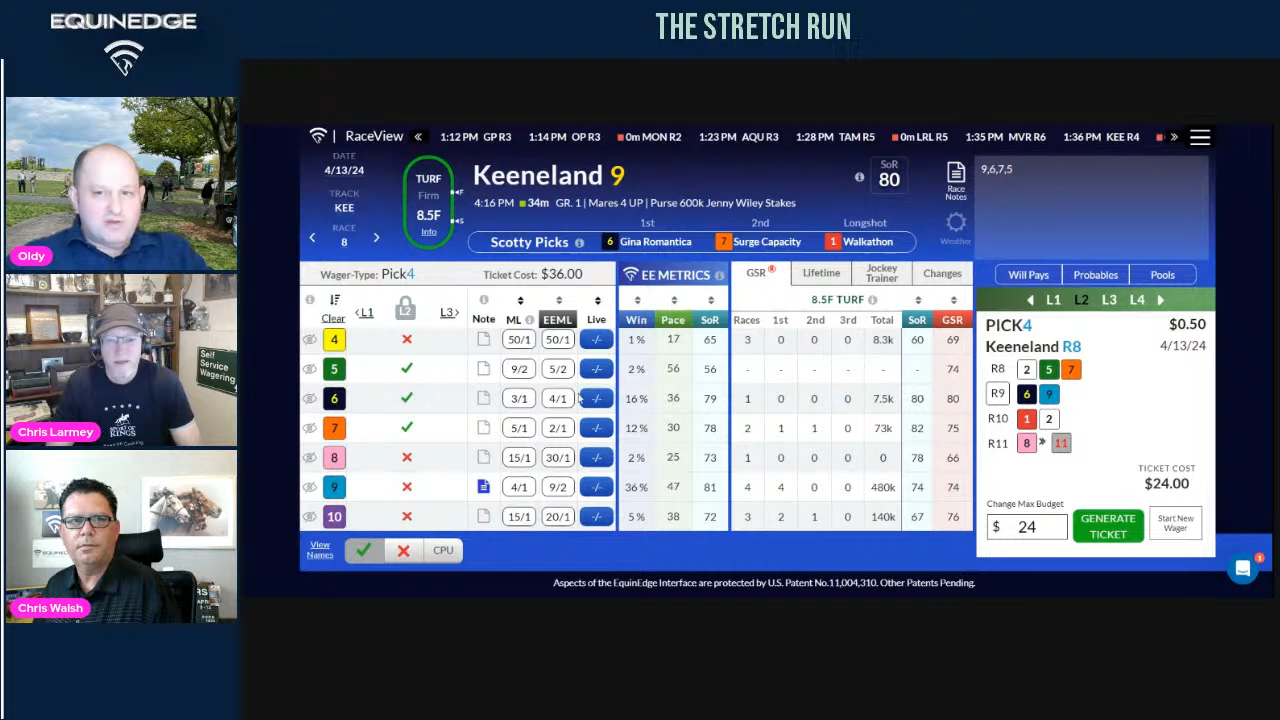 EQUINEDGE
THE STRETCH RUN
Oldy
Self
Service
Wagering
SPORT OF
KINGS
Chris Larmey
Chris Walsh
RaceView « 1:12 PM GP R3 1:14 PM OP R3 0m MON R2 1:23 PM AQU R3 1:28 PM TAM R5 0m LRL R5 1:35 PM MVR R6 1:36 PM KEE R4 »
DATE
4/13/24
TRACK
KEE
RACE
8
TURF
Firm
8.5F
Info
F
S
Keeneland 9
4:16 PM 34m GR. 1 | Mares 4 UP | Purse 600k Jenny Wiley Stakes
SoR
80
Race
Notes
Weather
9,6,7,5
1st 2nd Longshot
Scotty Picks 6 Gina Romantica 7 Surge Capacity 1 Walkathon
Wager-Type: Pick4 Ticket Cost: $36.00
EE METRICS
GSR Lifetime Jockey Trainer Changes
8.5F TURF
Clear <L1 L2 L3> Note ML EEML Live Win Pace SoR Races 1st 2nd 3rd Total SoR GSR
4 50/1 50/1 -/- 1% 17 65 3 0 0 0 8.3k 60 69
5 9/2 5/2 -/- 2% 56 56 - - - - - - 74
6 3/1 4/1 -/- 16% 36 79 1 0 0 0 7.5k 80 80
7 5/1 2/1 -/- 12% 30 78 1 1 0 0 73k 82 75
8 15/1 30/1 -/- 2% 25 73 1 0 0 0 0 78 66
9 4/1 9/2 -/- 36% 47 81 4 4 0 0 480k 74 74
10 15/1 20/1 -/- 5% 38 72 3 2 1 0 140k 67 76
View
Names
CPU
Will Pays Probables Pools
L1 L2 L3 L4
PICK4 $0.50
Keeneland R8 4/13/24
R8 2 5 7
R9 6 9
R10 1 2
R11 8 » 11
TICKET COST
$24.00
Change Max Budget
$ 24
GENERATE
TICKET
Start New
Wager
1
Aspects of the EquinEdge Interface are protected by U.S. Patent No.11,004,310. Other Patents Pending.